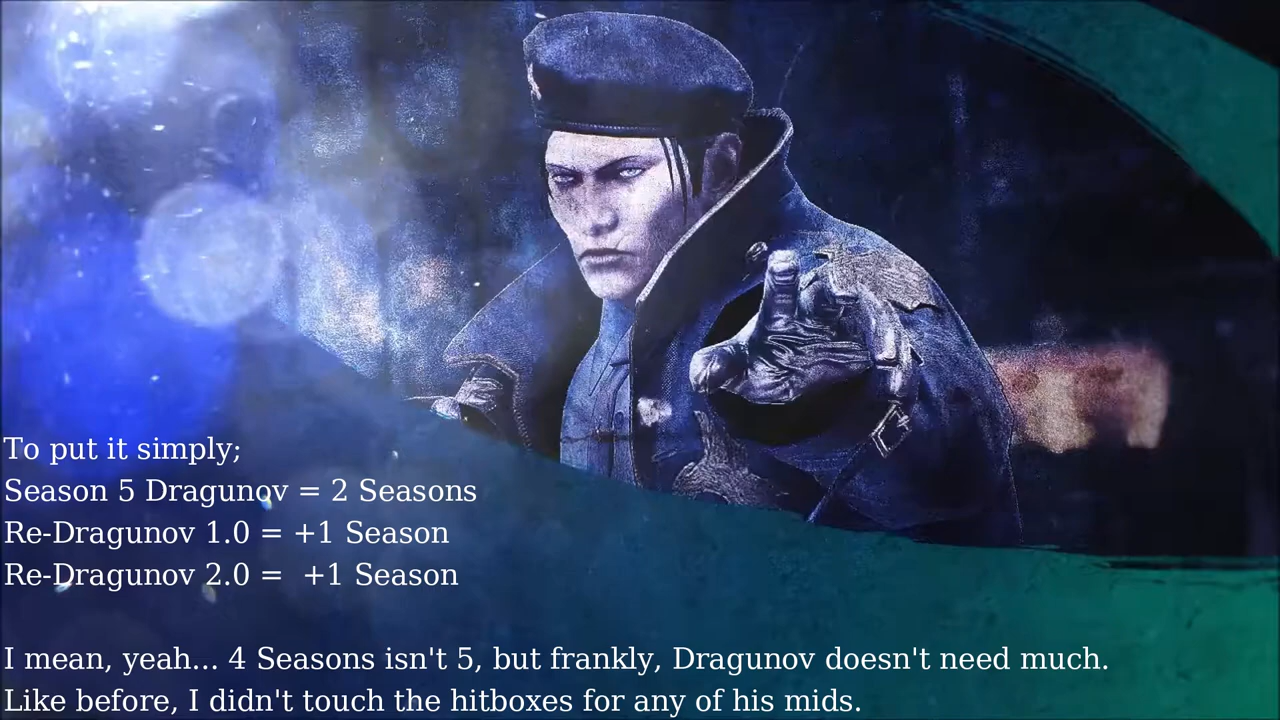 To put it simply;
Season 5 Dragunov = 2 Seasons
Re-Dragunov 1.0 = +1 Season
Re-Dragunov 2.0 =  +1 Season
I mean, yeah... 4 Seasons isn't 5, but frankly, Dragunov doesn't need much.
Like before, I didn't touch the hitboxes for any of his mids.